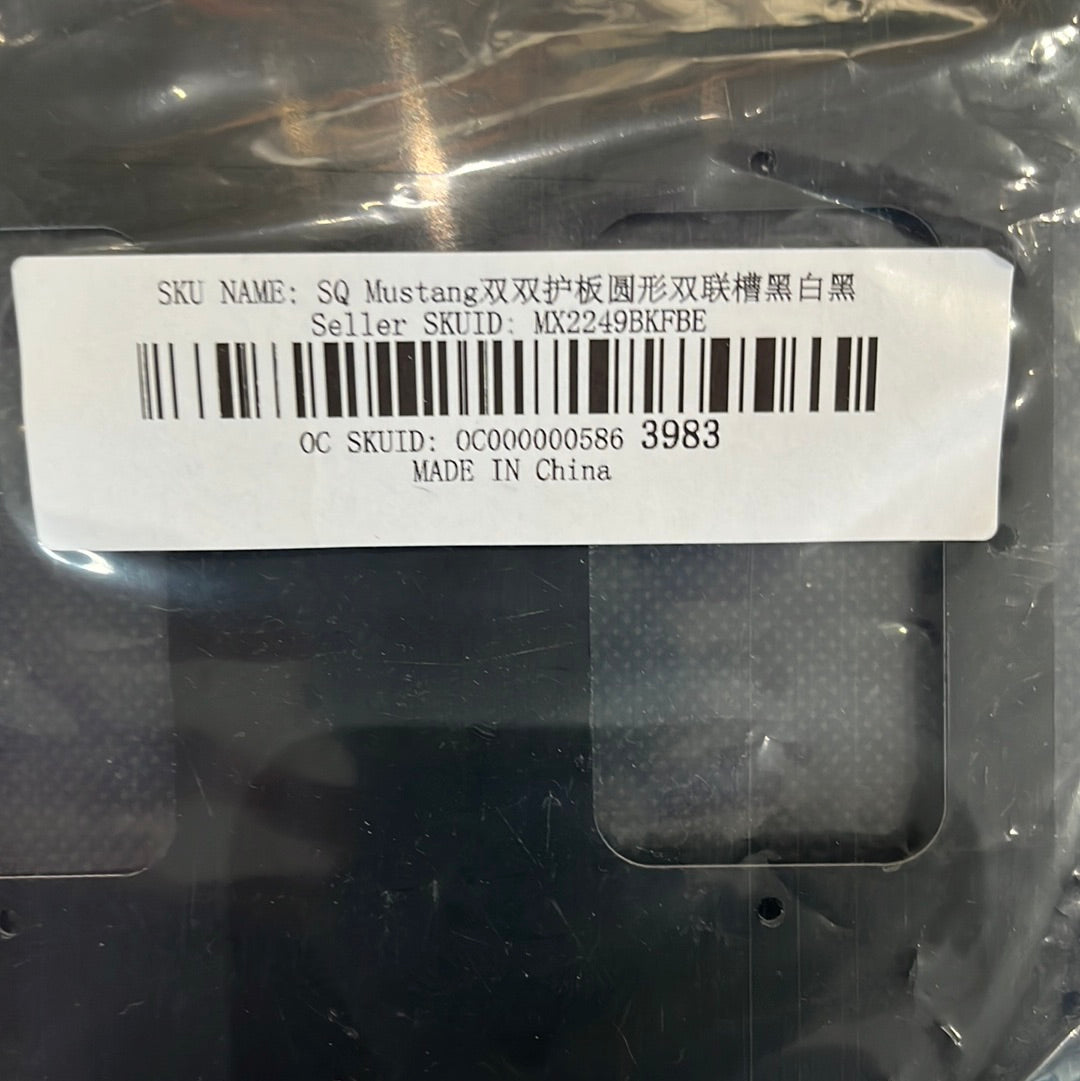 SKU NAME: SQ Mustang双双护板圆形双联槽黑白黑
Seller SKUID: MX2249BKFBE
OC SKUID: OC000000586 3983
MADE IN China